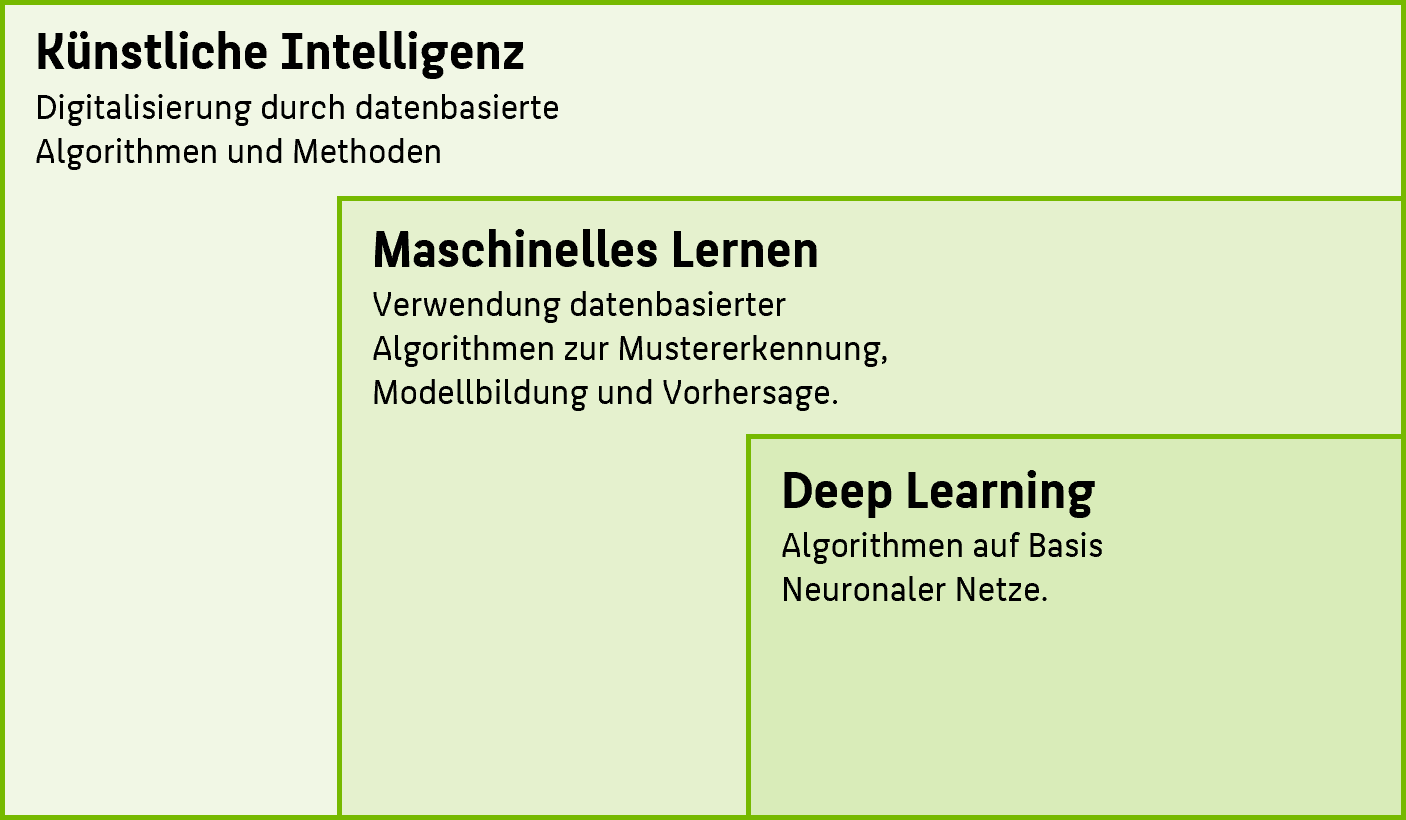 Künstliche Intelligenz
Digitalisierung durch datenbasierte
Algorithmen und Methoden
Maschinelles Lernen
Verwendung datenbasierter
Algorithmen zur Mustererkennung,
Modellbildung und Vorhersage.
Deep Learning
Algorithmen auf Basis
Neuronaler Netze.